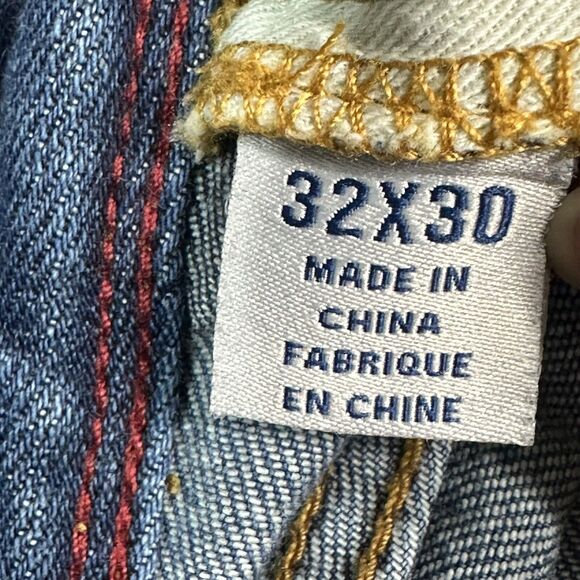 32X30
MADE IN
CHINA
FABRIQUE
EN CHINE